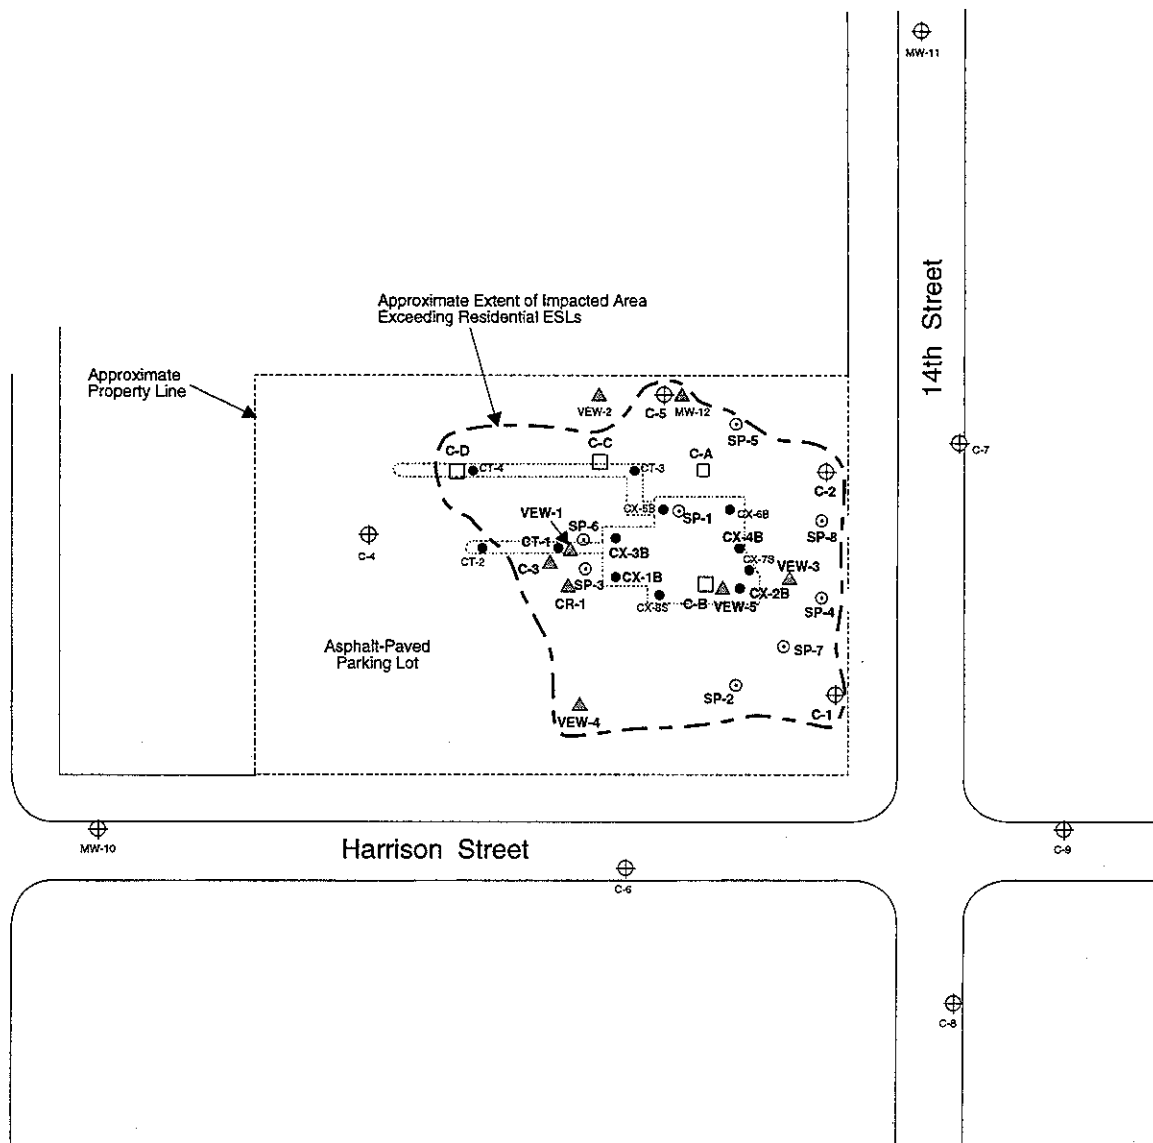 MW-11
14th Street
Approximate Extent of Impacted Area
Exceeding Residential ESLs
Approximate
Property Line
VEW-2
C-5
MW-12
SP-5
C-7
C-D
CT-4
C-C
CT-3
C-A
C-2
VEW-1
SP-6
CX-5B
SP-1
CX-6B
SP-8
C-4
CT-2
CT-1
CX-3B
CX-4B
C-3
SP-3
CX-1B
CX-7S
VEW-3
CR-1
CX-8S
C-B
VEW-5
CX-2B
SP-4
Asphalt-Paved
Parking Lot
SP-7
SP-2
C-1
VEW-4
MW-10
Harrison Street
C-6
C-9
C-8